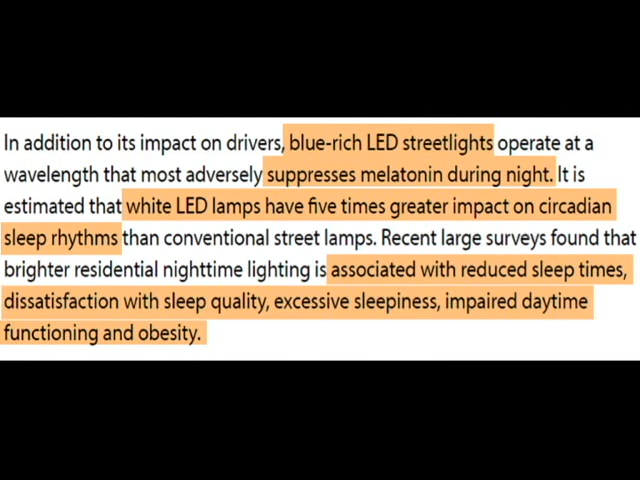 In addition to its impact on drivers, blue-rich LED streetlights operate at a
wavelength that most adversely suppresses melatonin during night. It is
estimated that white LED lamps have five times greater impact on circadian
sleep rhythms than conventional street lamps. Recent large surveys found that
brighter residential nighttime lighting is associated with reduced sleep times,
dissatisfaction with sleep quality, excessive sleepiness, impaired daytime
functioning and obesity.